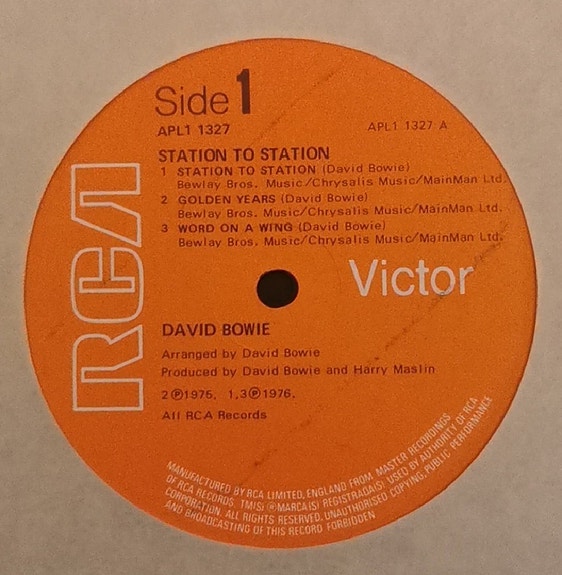 Side 1
APL1 1327
APL1 1327 A
STATION TO STATION
1 STATION TO STATION (David Bowie)
Bewlay Bros. Music/Chrysalis Music/MainMan Ltd.
2 GOLDEN YEARS (David Bowie)
Bewlay Bros. Music/Chrysalis Music/MainMan Ltd.
3 WORD ON A WING (David Bowie)
Bewlay Bros. Music/Chrysalis Music/MainMan Ltd.
RCA
Victor
DAVID BOWIE
Arranged by David Bowie
Produced by David Bowie and Harry Maslin
2 Ⓟ1975, 1,3Ⓟ1976.
All RCA Records
MANUFACTURED BY RCA LIMITED, ENGLAND FROM MASTER RECORDINGS
OF RCA RECORDS. TM(S) ® MARCA(S) REGISTRADA(S). USED BY AUTHORITY OF RCA
CORPORATION. ALL RIGHTS RESERVED. UNAUTHORISED COPYING, PUBLIC PERFORMANCE
AND BROADCASTING OF THIS RECORD FORBIDDEN